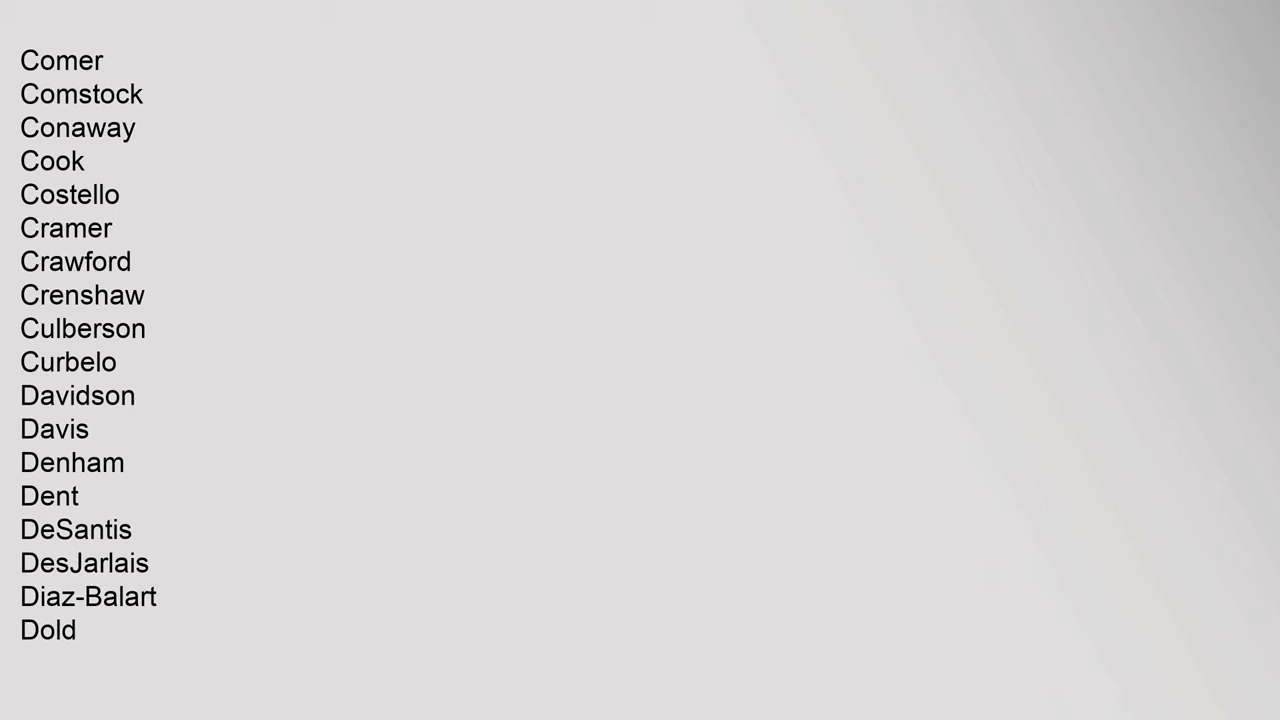 Comer
Comstock
Conaway
Cook
Costello
Cramer
Crawford
Crenshaw
Culberson
Curbelo
Davidson
Davis
Denham
Dent
DeSantis
DesJarlais
Diaz-Balart
Dold